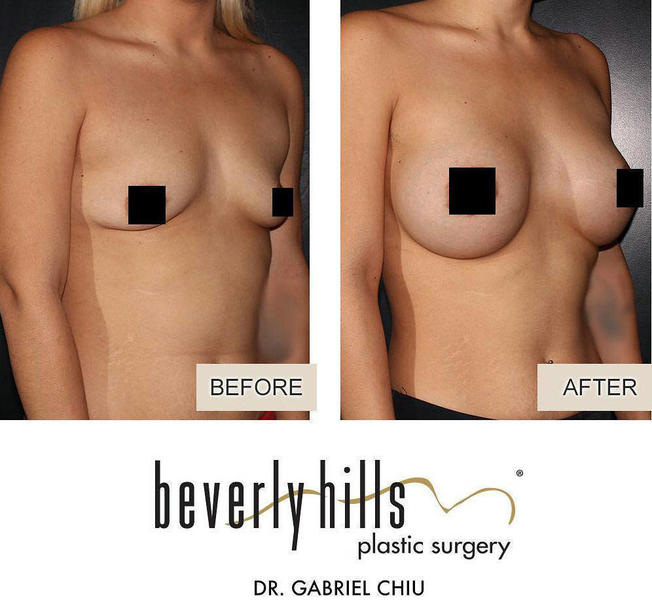 BEFORE
AFTER
beverly hills ®
plastic surgery
DR. GABRIEL CHIU